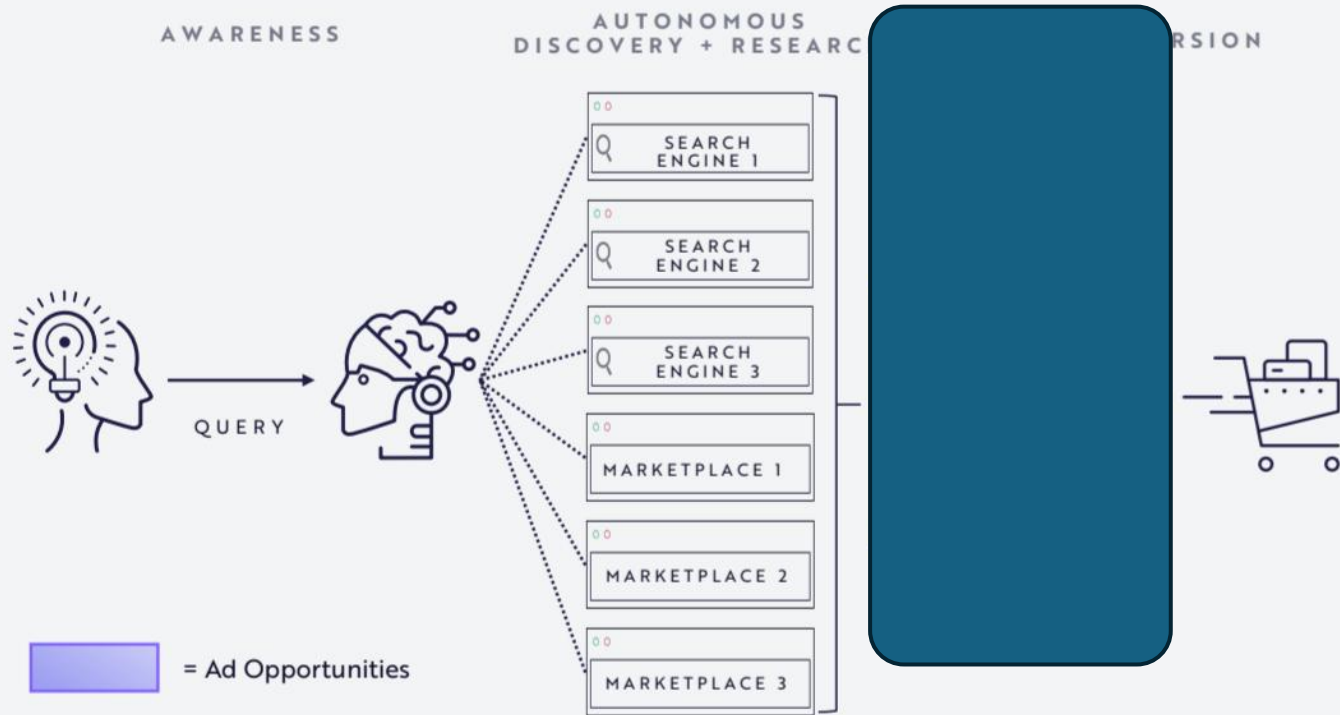 AWARENESS
AUTONOMOUS
DISCOVERY + RESEARC
RSION
SEARCH
ENGINE 1
SEARCH
ENGINE 2
SEARCH
ENGINE 3
QUERY
MARKETPLACE 1
MARKETPLACE 2
MARKETPLACE 3
= Ad Opportunities